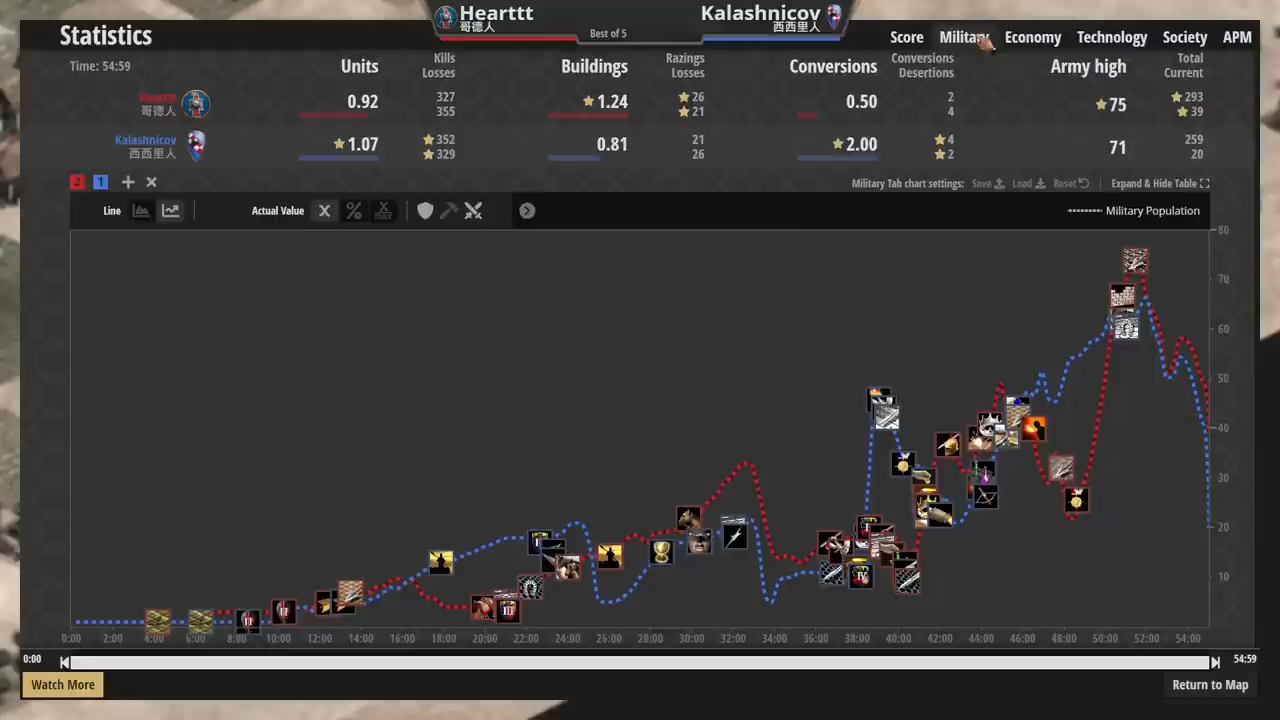 Hearttt
哥德人
Best of 5
Kalashnicov
西西里人
Statistics
Score Military Economy Technology Society APM
Time: 54:59
Units
Kills
Losses
Buildings
Razings
Losses
Conversions
Conversions
Desertions
Army high
Total
Current
Hearttt
哥德人
0.92
327
355
1.24
26
21
0.50
2
4
75
293
39
Kalashnicov
西西里人
1.07
352
329
0.81
21
26
2.00
4
2
71
259
20
2 1
Military Tab chart settings: Save Load Reset Expand & Hide Table
Line
Actual Value X % X max
Military Population
80
70
60
50
40
30
20
10
II II III I IV
0:00 2:00 4:00 6:00 8:00 10:00 12:00 14:00 16:00 18:00 20:00 22:00 24:00 26:00 28:00 30:00 32:00 34:00 36:00 38:00 40:00 42:00 44:00 46:00 48:00 50:00 52:00 54:00
0:00 54:59
Watch More
Return to Map